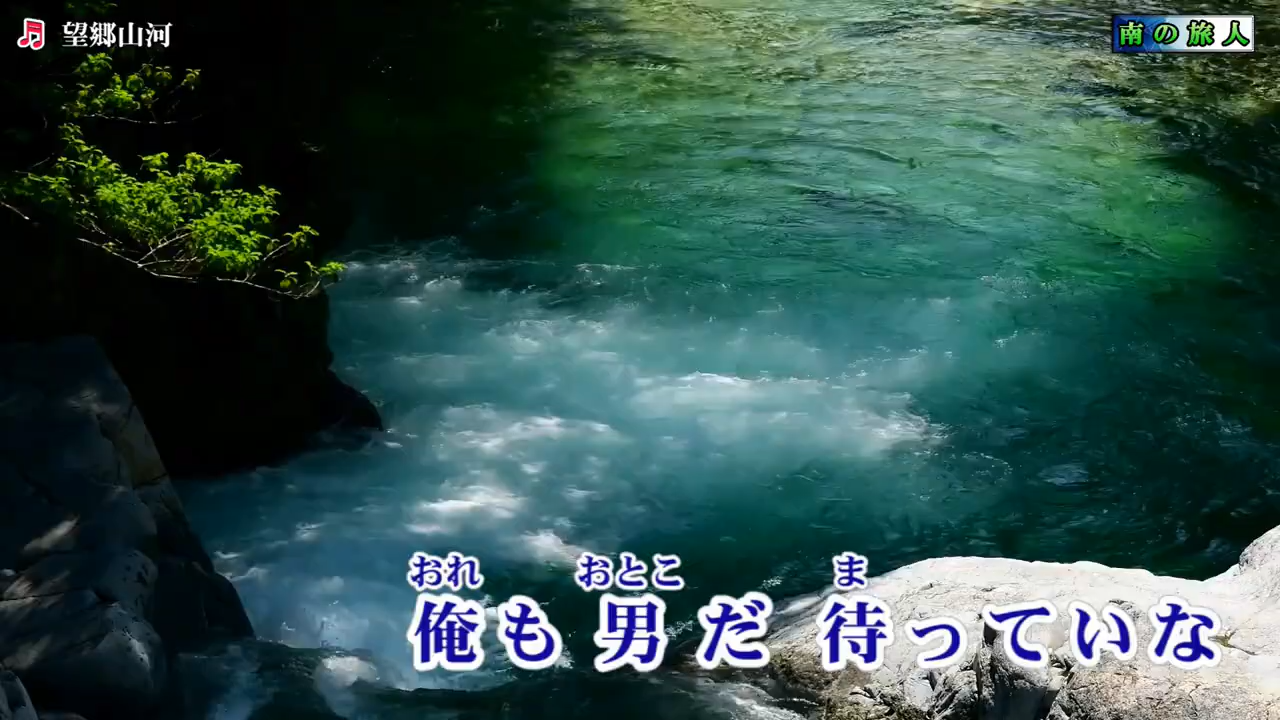 望郷山河
南の旅人
おれ おとこ ま
俺も 男だ 待っていな